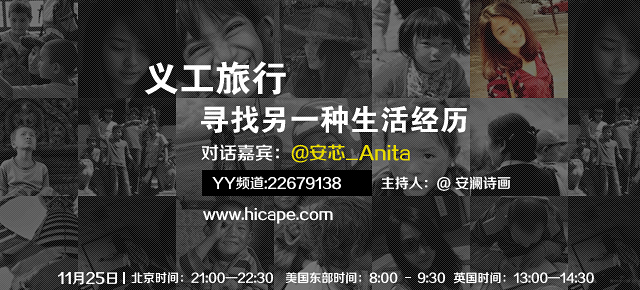 义工旅行
寻找另一种生活经历
对话嘉宾：@安芯_Anita
YY频道:22679138 主持人：@ 安澜诗画
www.hicape.com
11月25日 | 北京时间：21:00—22:30 美国东部时间：8:00 - 9:30 英国时间：13:00—14:30